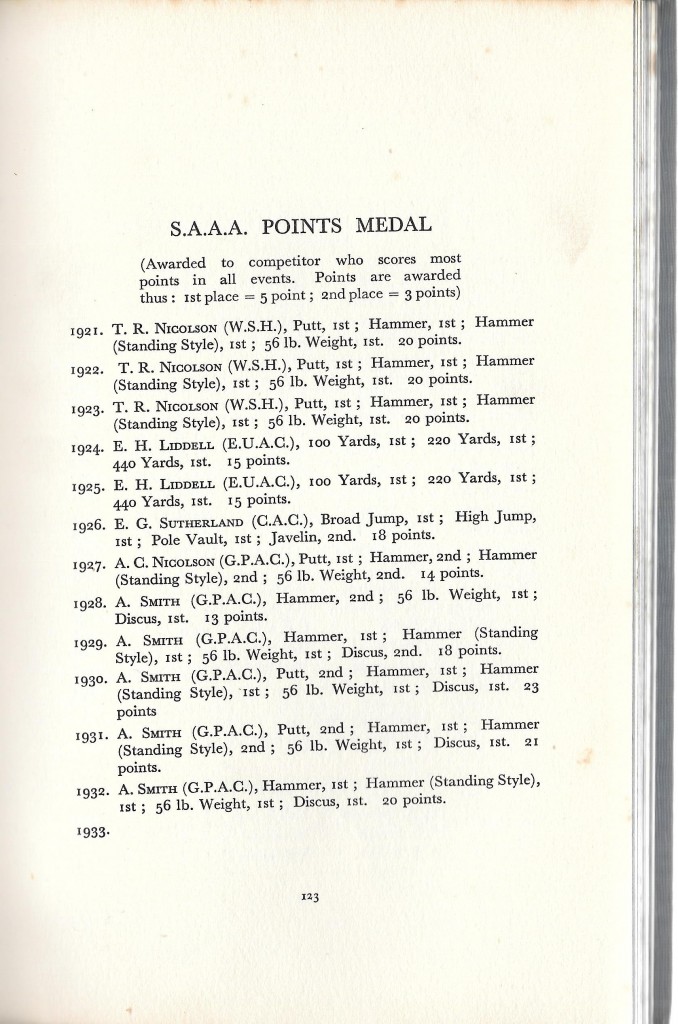 S.A.A.A. POINTS MEDAL
(Awarded to competitor who scores most
points in all events. Points are awarded
thus : 1st place = 5 point ; 2nd place = 3 points)
1921. T. R. NICOLSON (W.S.H.), Putt, 1st ; Hammer, 1st ; Hammer
(Standing Style), 1st ; 56 lb. Weight, 1st. 20 points.
1922. T. R. NICOLSON (W.S.H.), Putt, 1st ; Hammer, 1st ; Hammer
(Standing Style), 1st ; 56 lb. Weight, 1st. 20 points.
1923. T. R. NICOLSON (W.S.H.), Putt, 1st ; Hammer, 1st ; Hammer
(Standing Style), 1st ; 56 lb. Weight, 1st. 20 points.
1924. E. H. LIDDELL (E.U.A.C.), 100 Yards, 1st ; 220 Yards, 1st ;
440 Yards, 1st. 15 points.
1925. E. H. LIDDELL (E.U.A.C.), 100 Yards, 1st ; 220 Yards, 1st ;
440 Yards, 1st. 15 points.
1926. E. G. SUTHERLAND (C.A.C.), Broad Jump, 1st ; High Jump,
1st ; Pole Vault, 1st ; Javelin, 2nd. 18 points.
1927. A. C. NICOLSON (G.P.A.C.), Putt, 1st ; Hammer, 2nd ; Hammer
(Standing Style), 2nd ; 56 lb. Weight, 2nd. 14 points.
1928. A. SMITH (G.P.A.C.), Hammer, 2nd ; 56 lb. Weight, 1st ;
Discus, 1st. 13 points.
1929. A. SMITH (G.P.A.C.), Hammer, 1st ; Hammer (Standing
Style), 1st ; 56 lb. Weight, 1st ; Discus, 2nd. 18 points.
1930. A. SMITH (G.P.A.C.), Putt, 2nd ; Hammer, 1st ; Hammer
(Standing Style), 1st ; 56 lb. Weight, 1st ; Discus, 1st. 23
points
1931. A. SMITH (G.P.A.C.), Putt, 2nd ; Hammer, 1st ; Hammer
(Standing Style), 2nd ; 56 lb. Weight, 1st ; Discus, 1st. 21
points.
1932. A. SMITH (G.P.A.C.), Hammer, 1st ; Hammer (Standing Style),
1st ; 56 lb. Weight, 1st ; Discus, 1st. 20 points.
1933.
123